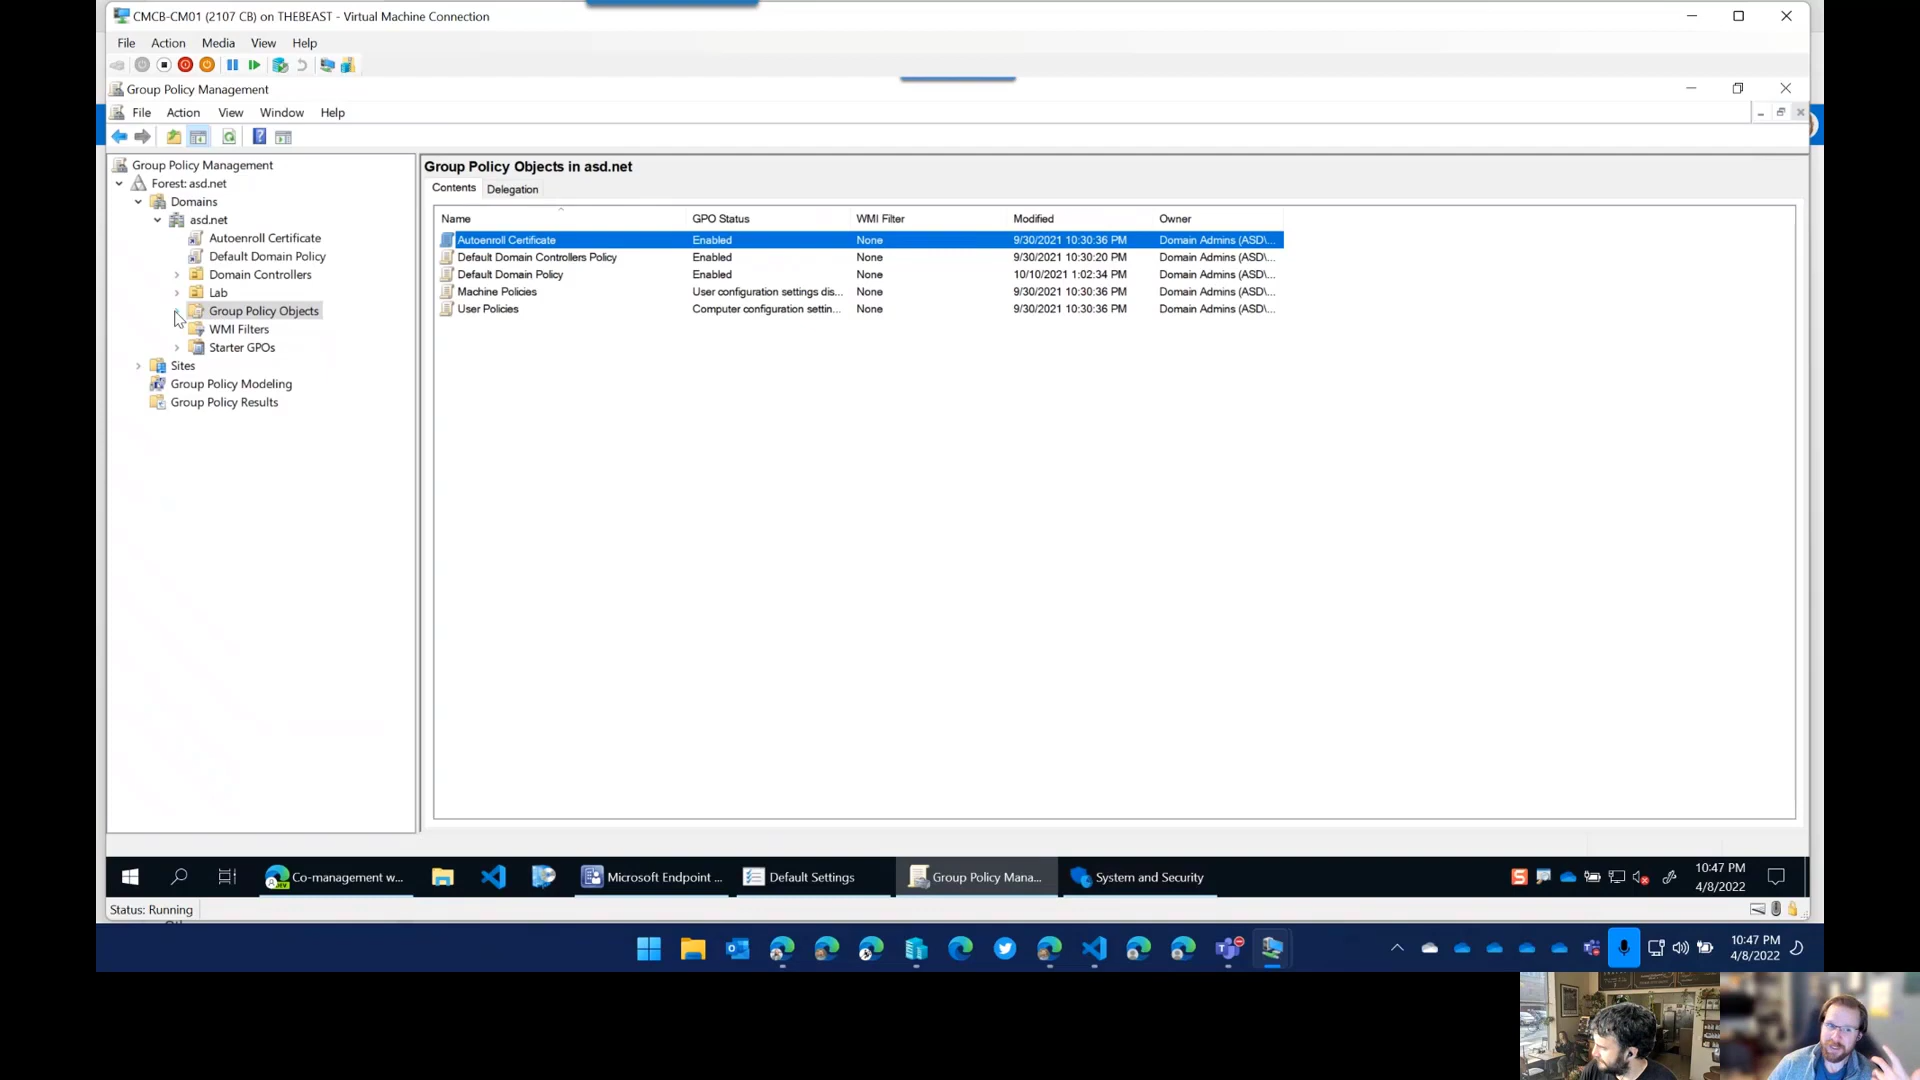 CMCB-CM01 (2107 CB) on THEBEAST - Virtual Machine Connection
File Action Media View Help
Group Policy Management
File Action View Window Help
Group Policy Management
Forest: asd.net
Domains
asd.net
Autoenroll Certificate
Default Domain Policy
Domain Controllers
Lab
Group Policy Objects
WMI Filters
Starter GPOs
Sites
Group Policy Modeling
Group Policy Results
Group Policy Objects in asd.net
Contents Delegation
Name GPO Status WMI Filter Modified Owner
Autoenroll Certificate Enabled None 9/30/2021 10:30:36 PM Domain Admins (ASD\...
Default Domain Controllers Policy Enabled None 9/30/2021 10:30:20 PM Domain Admins (ASD\...
Default Domain Policy Enabled None 10/10/2021 1:02:34 PM Domain Admins (ASD\...
Machine Policies User configuration settings dis... None 9/30/2021 10:30:36 PM Domain Admins (ASD\...
User Policies Computer configuration settin... None 9/30/2021 10:30:36 PM Domain Admins (ASD\...
Co-management w... Microsoft Endpoint ... Default Settings Group Policy Mana... System and Security
10:47 PM
4/8/2022
Status: Running
10:47 PM
4/8/2022